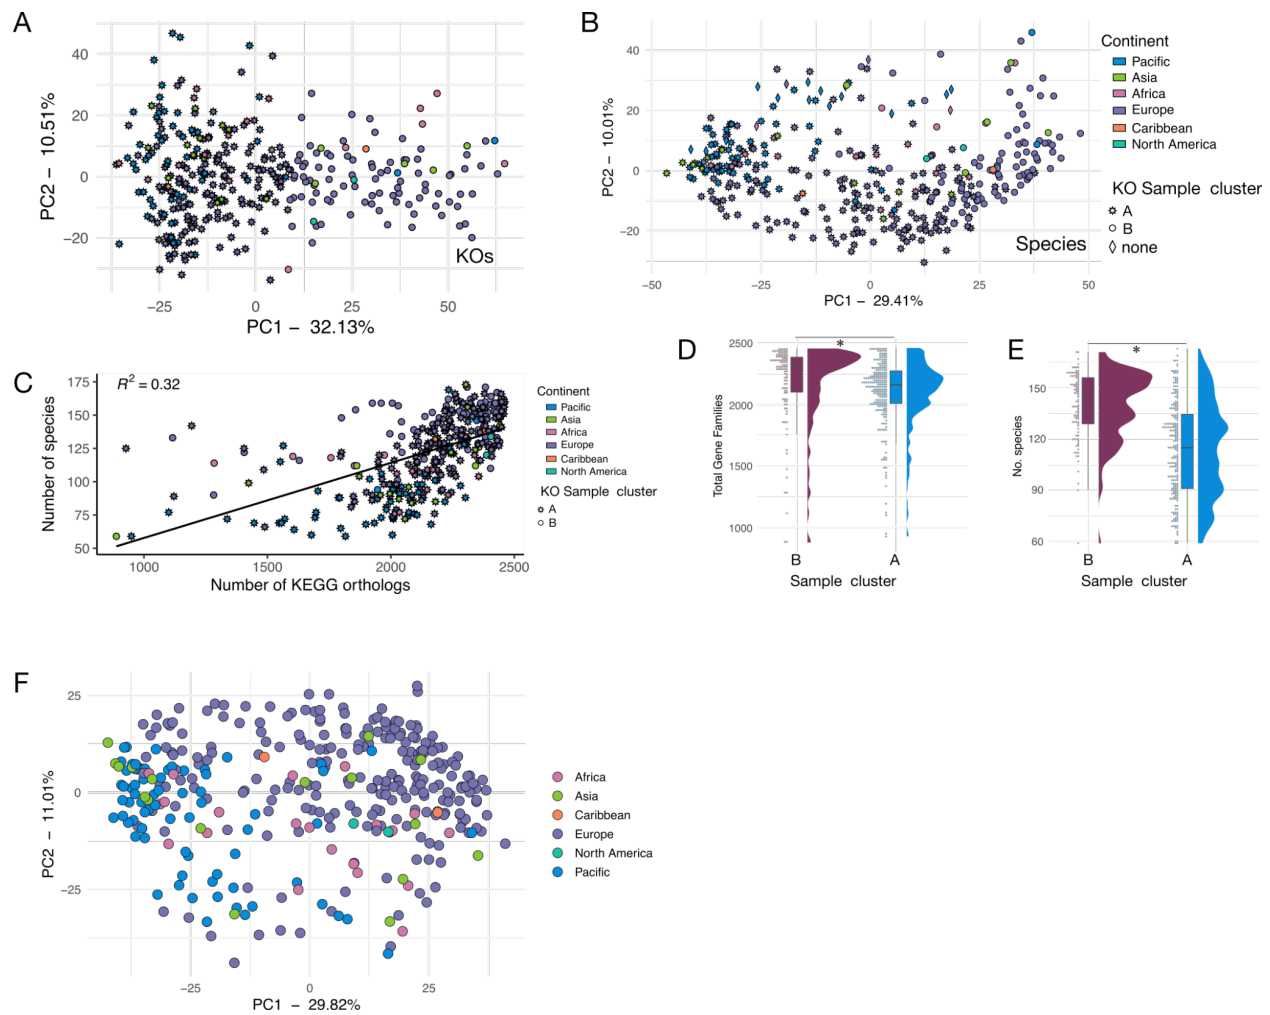 A
40
20
0
−20
PC2 − 10.51%
KOs
−25
0
25
50
PC1 − 32.13%
B
40
20
0
−20
PC2 − 10.01%
Species
−50
−25
0
25
50
PC1 − 29.41%
Continent
Pacific
Asia
Africa
Europe
Caribbean
North America
KO Sample cluster
A
B
none
C
R² = 0.32
175
150
125
100
75
50
Number of species
1000
1500
2000
2500
Number of KEGG orthologs
Continent
Pacific
Asia
Africa
Europe
Caribbean
North America
KO Sample cluster
A
B
D
*
2500
2000
1500
1000
Total Gene Families
B
A
Sample cluster
E
*
150
120
90
60
No. species
B
A
Sample cluster
F
25
0
−25
PC2 − 11.01%
−25
0
25
PC1 − 29.82%
Africa
Asia
Caribbean
Europe
North America
Pacific